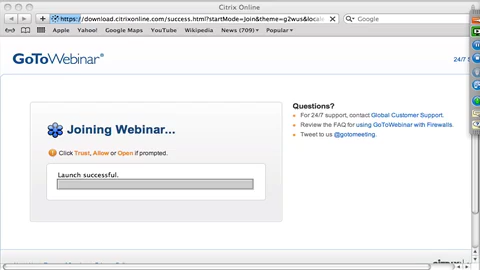 Citrix Online
https://download.citrixonline.com/success.html?startMode=Join&theme=g2wus&locale
Google
Apple Yahoo! Google Maps YouTube Wikipedia News (709) Popular
GoToWebinar®
24/7 S
Joining Webinar...
Click Trust, Allow or Open if prompted.
Launch successful.
Questions?
For 24/7 support, contact Global Customer Support.
Review the FAQ for using GoToWebinar with Firewalls.
Tweet to us @gotomeeting.